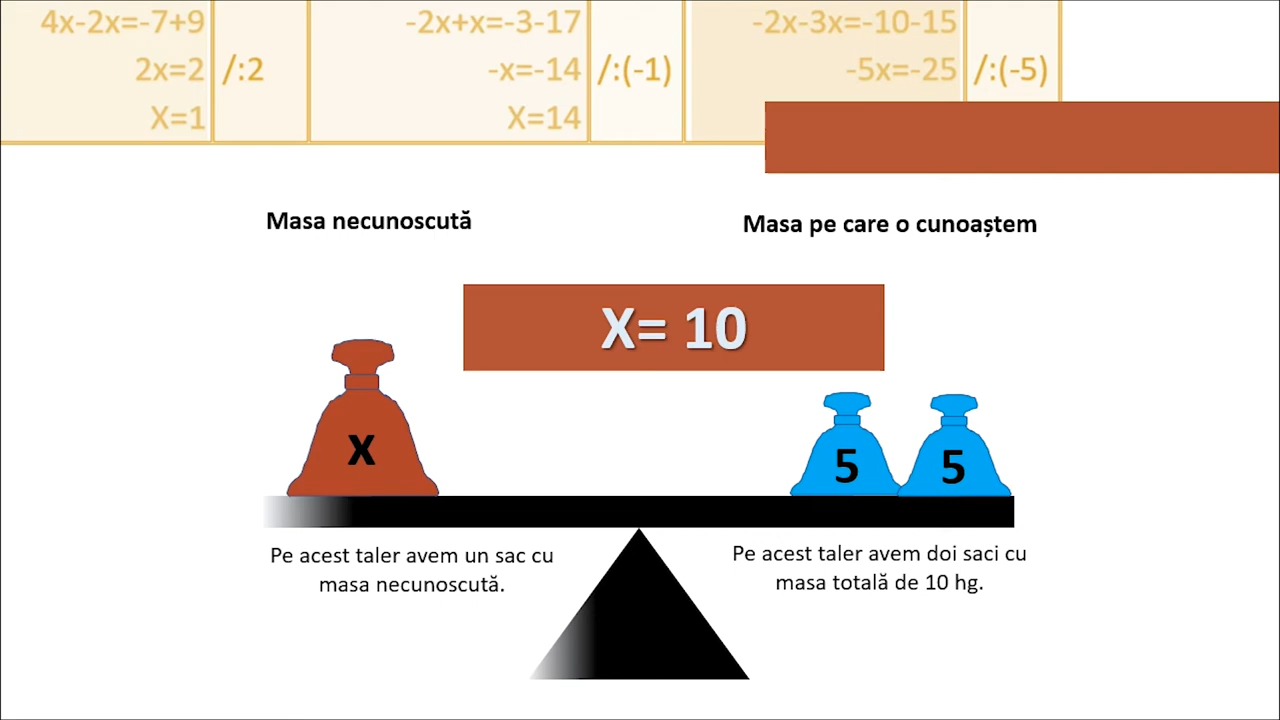 4x-2x=-7+9
2x=2 /:2
X=1
-2x+x=-3-17
-x=-14 /:(-1)
X=14
-2x-3x=-10-15
-5x=-25 /:(-5)
Masa necunoscută
Masa pe care o cunoaștem
X= 10
X
5
5
Pe acest taler avem un sac cu
masa necunoscută.
Pe acest taler avem doi saci cu
masa totală de 10 hg.